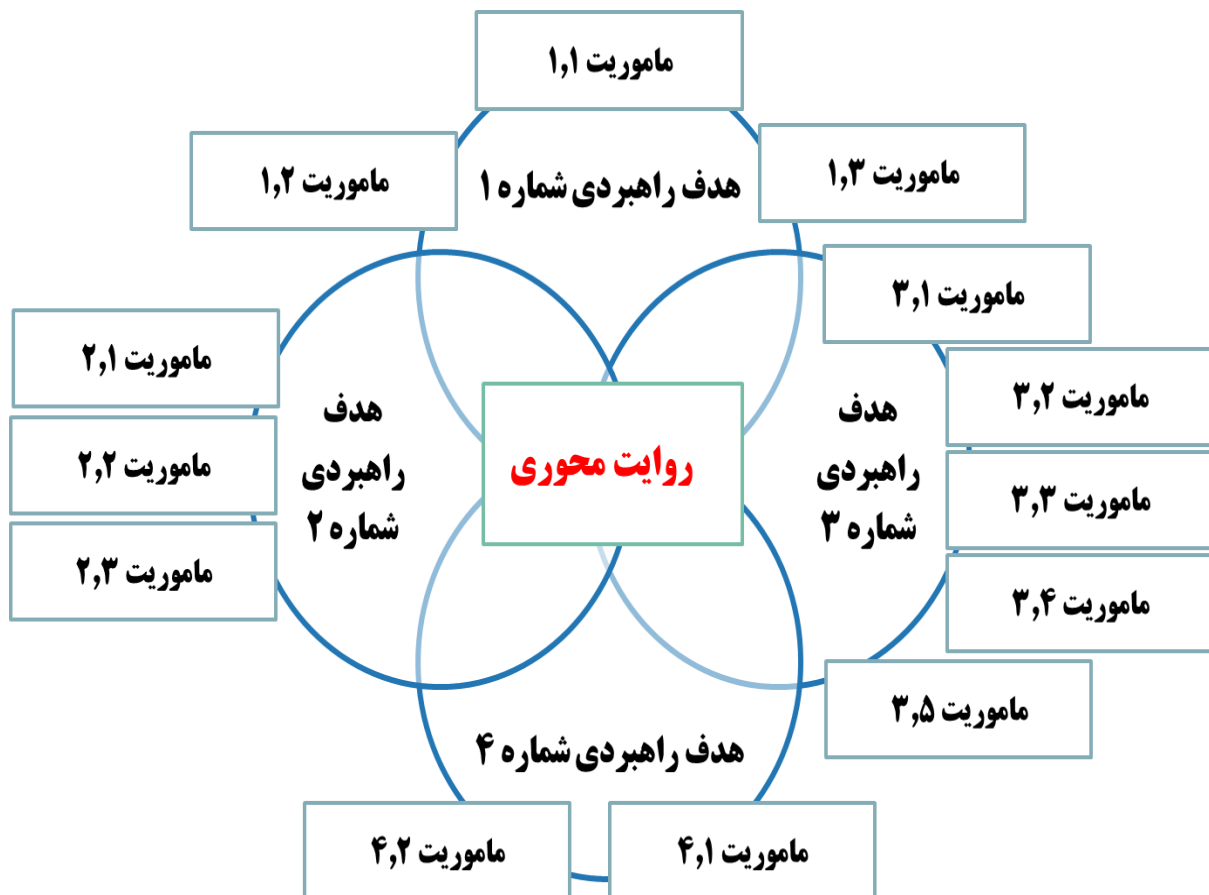 ماموریت ۱,۱
ماموریت ۱,۲
ماموریت ۱,۳
هدف راهبردی شماره ۱
ماموریت ۳,۱
ماموریت ۲,۱
ماموریت ۲,۲
ماموریت ۲,۳
هدف
راهبردی
شماره ۲
روایت محوری
هدف
راهبردی
شماره ۳
ماموریت ۳,۲
ماموریت ۳,۳
ماموریت ۳,۴
ماموریت ۳,۵
هدف راهبردی شماره ۴
ماموریت ۴,۲
ماموریت ۴,۱